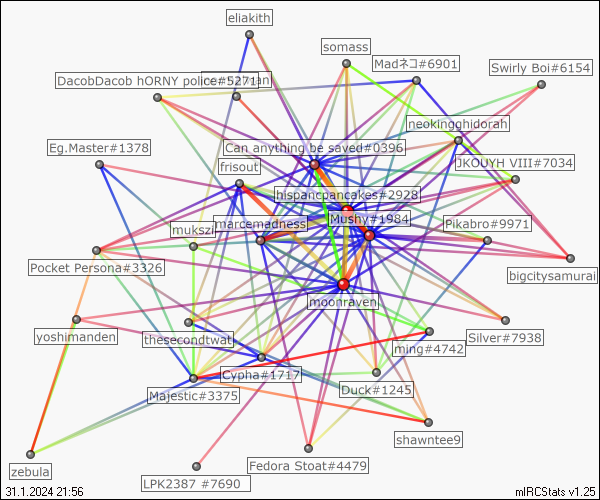 eliakith
somass
Madネコ#6901
Swirly Boi#6154
DacobDacob hORNY police#5271
an
neokingghidorah
Eg.Master#1378
Can anything be saved#0396
frisout
JKOUYH VIII#7034
hispanicpancakes#2928
Mushy#1984
mukszi
marcemadness
Pikabro#9971
Pocket Persona#3326
bigcitysamurai
moonraven
yoshimanden
thesecondtwat
ming#4742
Silver#7938
Cypha#1717
Majestic#3375
Duck#1245
shawntee9
zebula
Fedora Stoat#4479
LPK2387 #7690
31.1.2024 21:56
mIRCStats v1.25